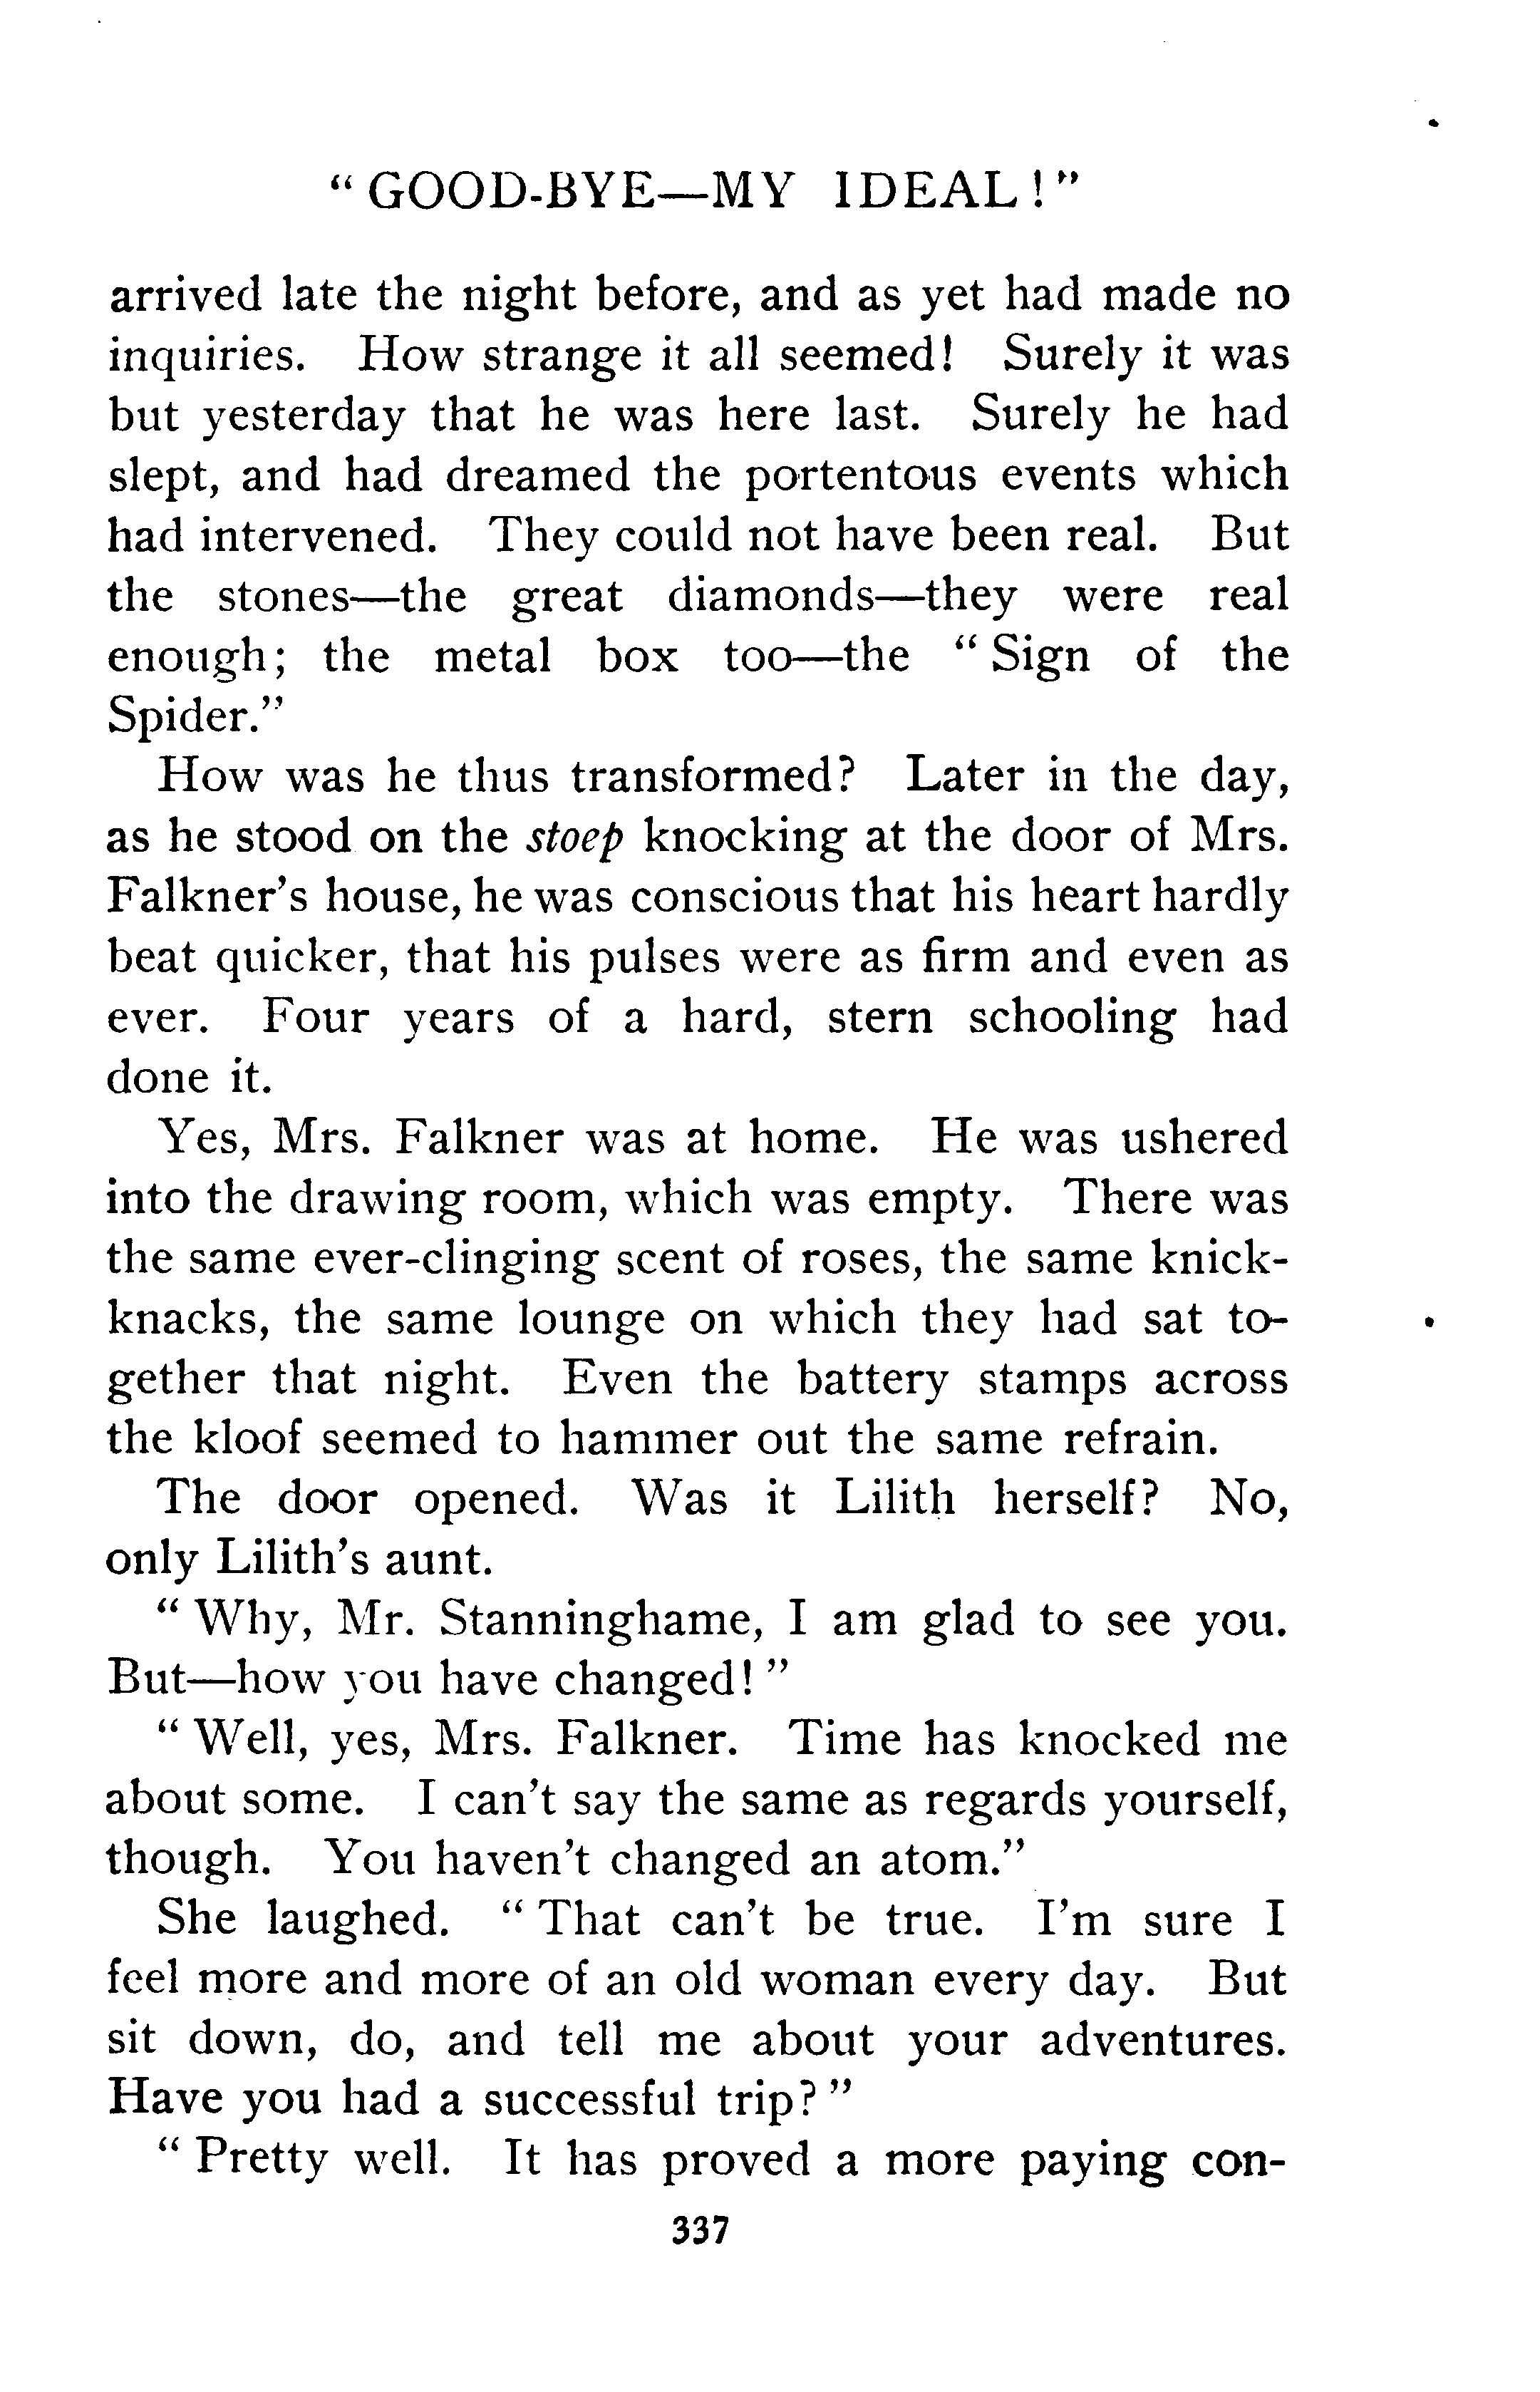 “ GOOD-BYE—MY IDEAL!”
arrived late the night before, and as yet had made no
inquiries. How strange it all seemed! Surely it was
but yesterday that he was here last. Surely he had
slept, and had dreamed the portentous events which
had intervened. They could not have been real. But
the stones—the great diamonds—they were real
enough; the metal box too—the “ Sign of the
Spider.”
How was he thus transformed? Later in the day,
as he stood on the stoep knocking at the door of Mrs.
Falkner’s house, he was conscious that his heart hardly
beat quicker, that his pulses were as firm and even as
ever. Four years of a hard, stern schooling had
done it.
Yes, Mrs. Falkner was at home. He was ushered
into the drawing room, which was empty. There was
the same ever-clinging scent of roses, the same knick-
knacks, the same lounge on which they had sat to-
gether that night. Even the battery stamps across
the kloof seemed to hammer out the same refrain.
The door opened. Was it Lilith herself? No,
only Lilith’s aunt.
“ Why, Mr. Stanninghame, I am glad to see you.
But—how you have changed! ”
“ Well, yes, Mrs. Falkner. Time has knocked me
about some. I can’t say the same as regards yourself,
though. You haven’t changed an atom.”
She laughed. “ That can’t be true. I’m sure I
feel more and more of an old woman every day. But
sit down, do, and tell me about your adventures.
Have you had a successful trip? ”
“ Pretty well. It has proved a more paying con-
337